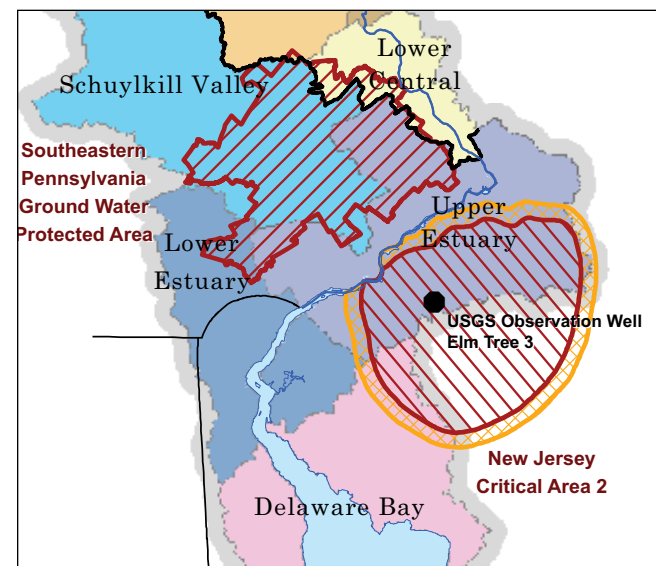 Lower
Central
Schuylkill Valley
Southeastern
Pennsylvania
Ground Water
Protected Area
Lower
Estuary
Upper
Estuary
USGS Observation Well
Elm Tree 3
New Jersey
Critical Area 2
Delaware Bay